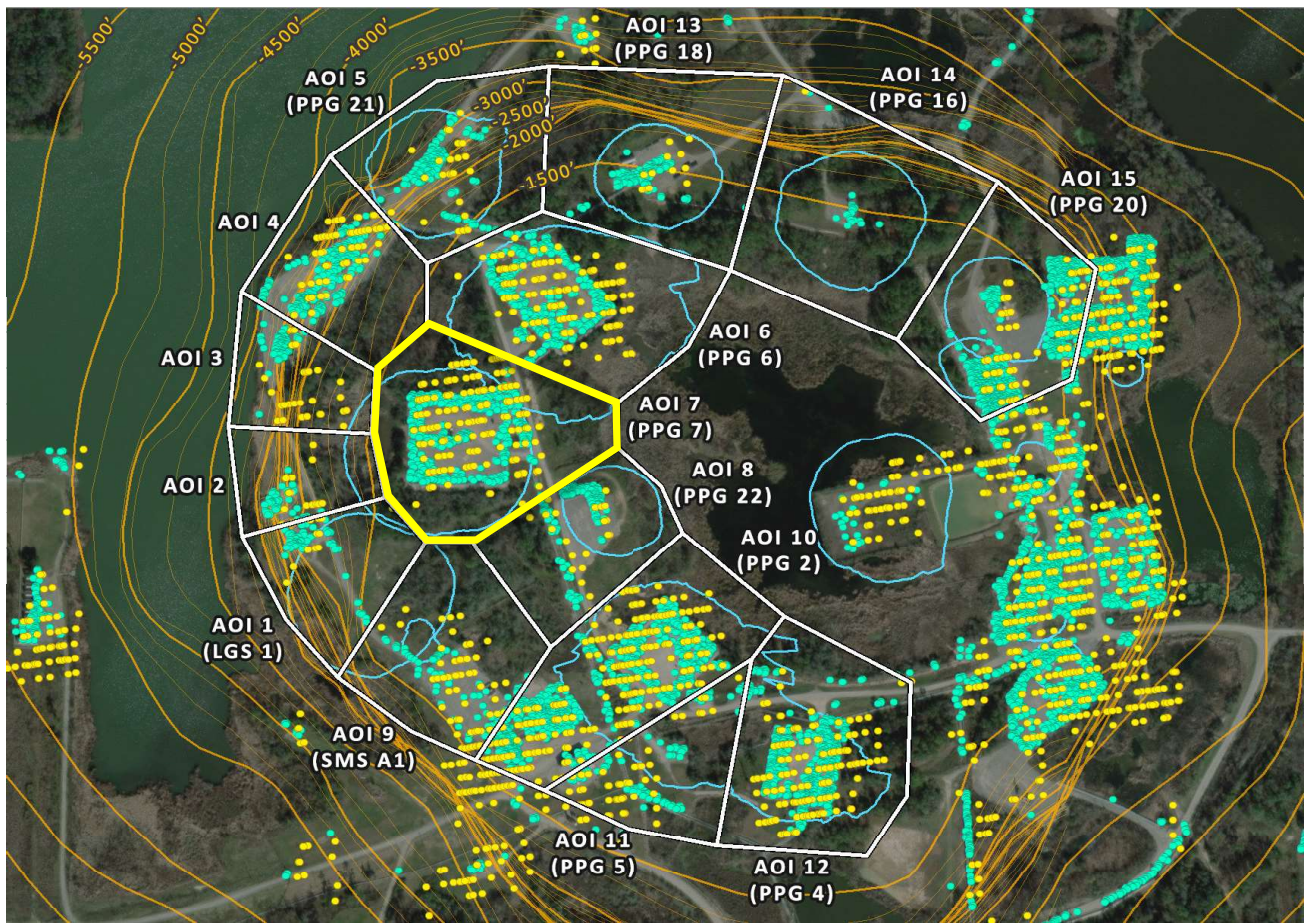 -5500'
-5000'
-4500'
-4000'
-3500'
-3000'
-2500'
-2000'
-1500'
AOI 13
(PPG 18)
AOI 5
(PPG 21)
AOI 14
(PPG 16)
AOI 15
(PPG 20)
AOI 4
AOI 3
AOI 6
(PPG 6)
AOI 7
(PPG 7)
AOI 2
AOI 8
(PPG 22)
AOI 10
(PPG 2)
AOI 1
(LGS 1)
AOI 9
(SMS A1)
AOI 11
(PPG 5)
AOI 12
(PPG 4)